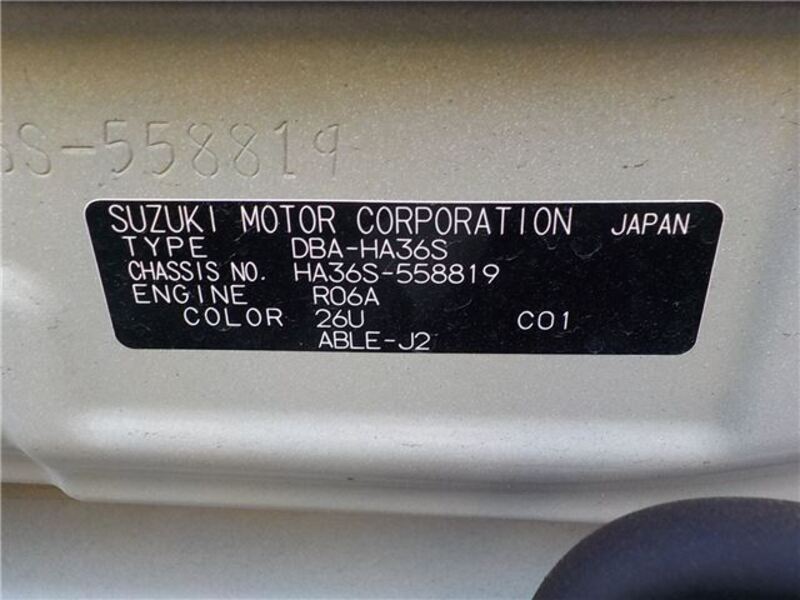 6S-558819
SUZUKI MOTOR CORPORATION JAPAN
TYPE DBA-HA36S
CHASSIS NO. HA36S-558819
ENGINE R06A
COLOR 26U C01
ABLE-J2